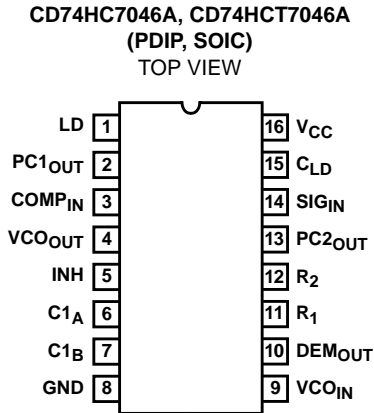 CD74HC7046A, CD74HCT7046A
(PDIP, SOIC)
TOP VIEW
LD 1 16 VCC
PC1OUT 2 15 CLD
COMPIN 3 14 SIGIN
VCOOUT 4 13 PC2OUT
INH 5 12 R2
C1A 6 11 R1
C1B 7 10 DEMOUT
GND 8 9 VCOIN